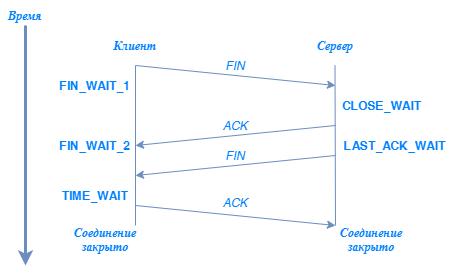 Время
Клиент
Сервер
FIN
FIN_WAIT_1
CLOSE_WAIT
ACK
FIN_WAIT_2
LAST_ACK_WAIT
FIN
TIME_WAIT
ACK
Соединение
закрыто
Соединение
закрыто